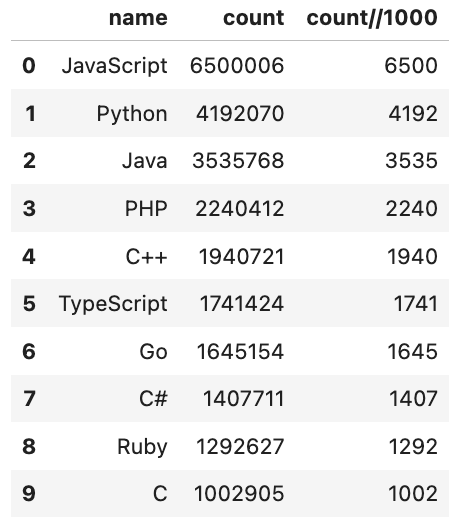 name count count//1000
0 JavaScript 6500006 6500
1 Python 4192070 4192
2 Java 3535768 3535
3 PHP 2240412 2240
4 C++ 1940721 1940
5 TypeScript 1741424 1741
6 Go 1645154 1645
7 C# 1407711 1407
8 Ruby 1292627 1292
9 C 1002905 1002